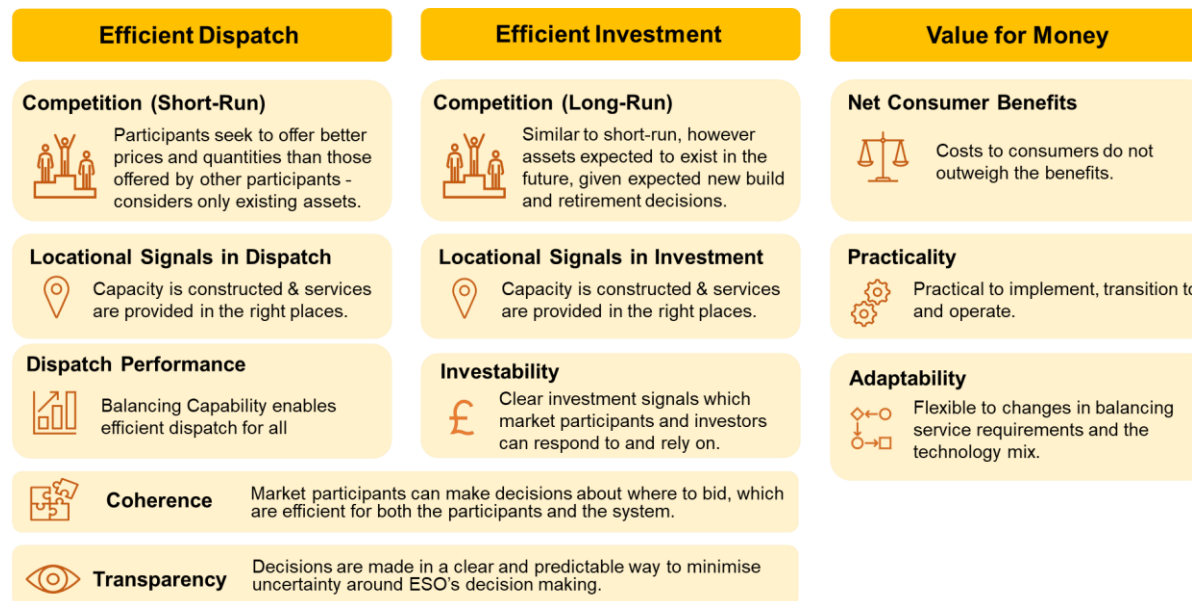 Efficient Dispatch
Competition (Short-Run)
Participants seek to offer better
prices and quantities than those
offered by other participants -
considers only existing assets.
Locational Signals in Dispatch
Capacity is constructed & services
are provided in the right places.
Dispatch Performance
Balancing Capability enables
efficient dispatch for all
Efficient Investment
Competition (Long-Run)
Similar to short-run, however
assets expected to exist in the
future, given expected new build
and retirement decisions.
Locational Signals in Investment
Capacity is constructed & services
are provided in the right places.
Investability
£
Clear investment signals which
market participants and investors
can respond to and rely on.
Value for Money
Net Consumer Benefits
Costs to consumers do not
outweigh the benefits.
Practicality
Practical to implement, transition to
and operate.
Adaptability
Flexible to changes in balancing
service requirements and the
technology mix.
Coherence
Market participants can make decisions about where to bid, which
are efficient for both the participants and the system.
Transparency
Decisions are made in a clear and predictable way to minimise
uncertainty around ESO's decision making.